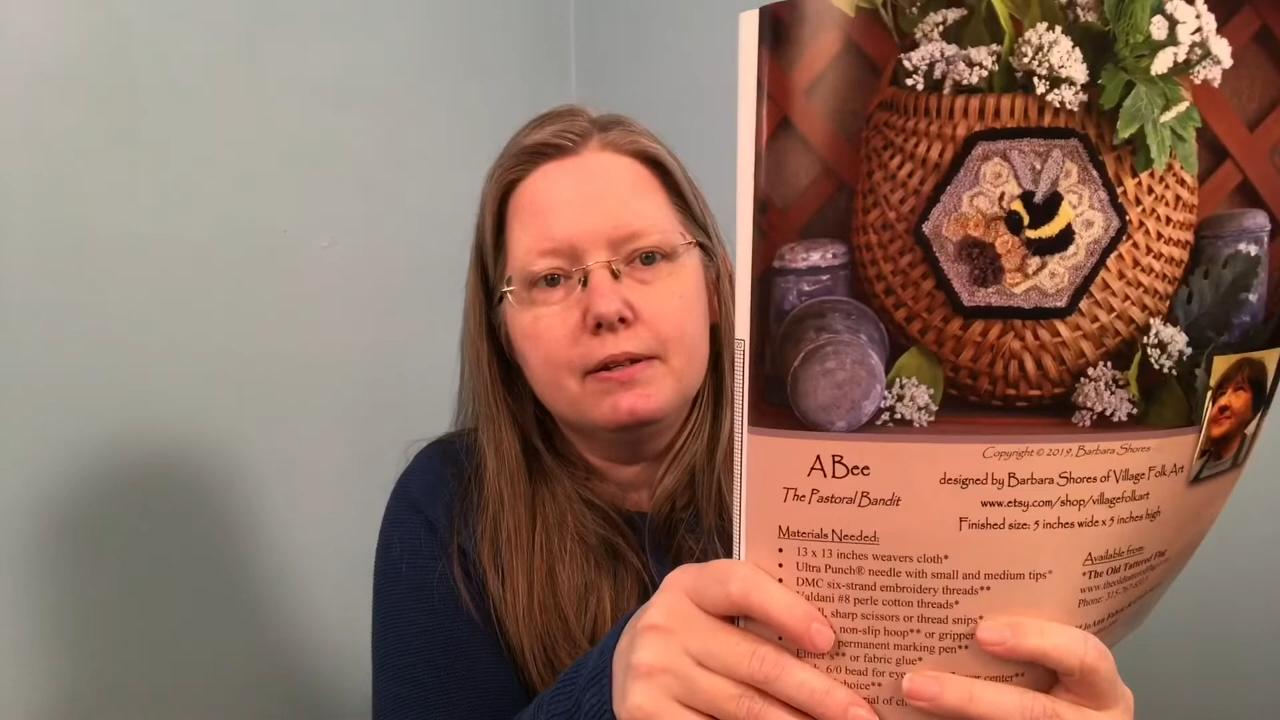 Copyright © 2019, Barbara Shores
A Bee
The Pastoral Bandit
designed by Barbara Shores of Village Folk Art
www.etsy.com/shop/villagefolkart
Finished size: 5 inches wide x 5 inches high
Materials Needed:
• 13 x 13 inches weavers cloth*
• Ultra Punch® needle with small and medium tips*
• DMC six-strand embroidery threads**
Valdani #8 perle cotton threads*
sharp scissors or thread snips*
non-slip hoop** or gripper
permanent marking pen**
Elmer's** or fabric glue*
6/0 bead for eye
center**
choice**
Available from:
*The Old Tattered Flag
Phone: 315-